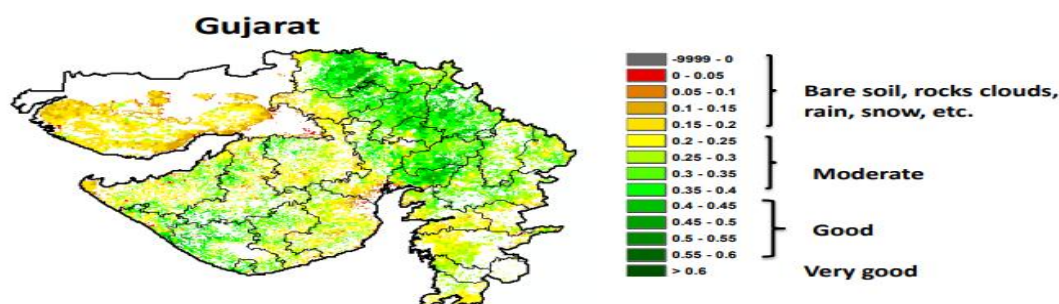 Gujarat
-9999 - 0
0 - 0.05
0.05 - 0.1
0.1 - 0.15
0.15 - 0.2
0.2 - 0.25
0.25 - 0.3
0.3 - 0.35
0.35 - 0.4
0.4 - 0.45
0.45 - 0.5
0.5 - 0.55
0.55 - 0.6
> 0.6
Bare soil, rocks clouds,
rain, snow, etc.
Moderate
Good
Very good